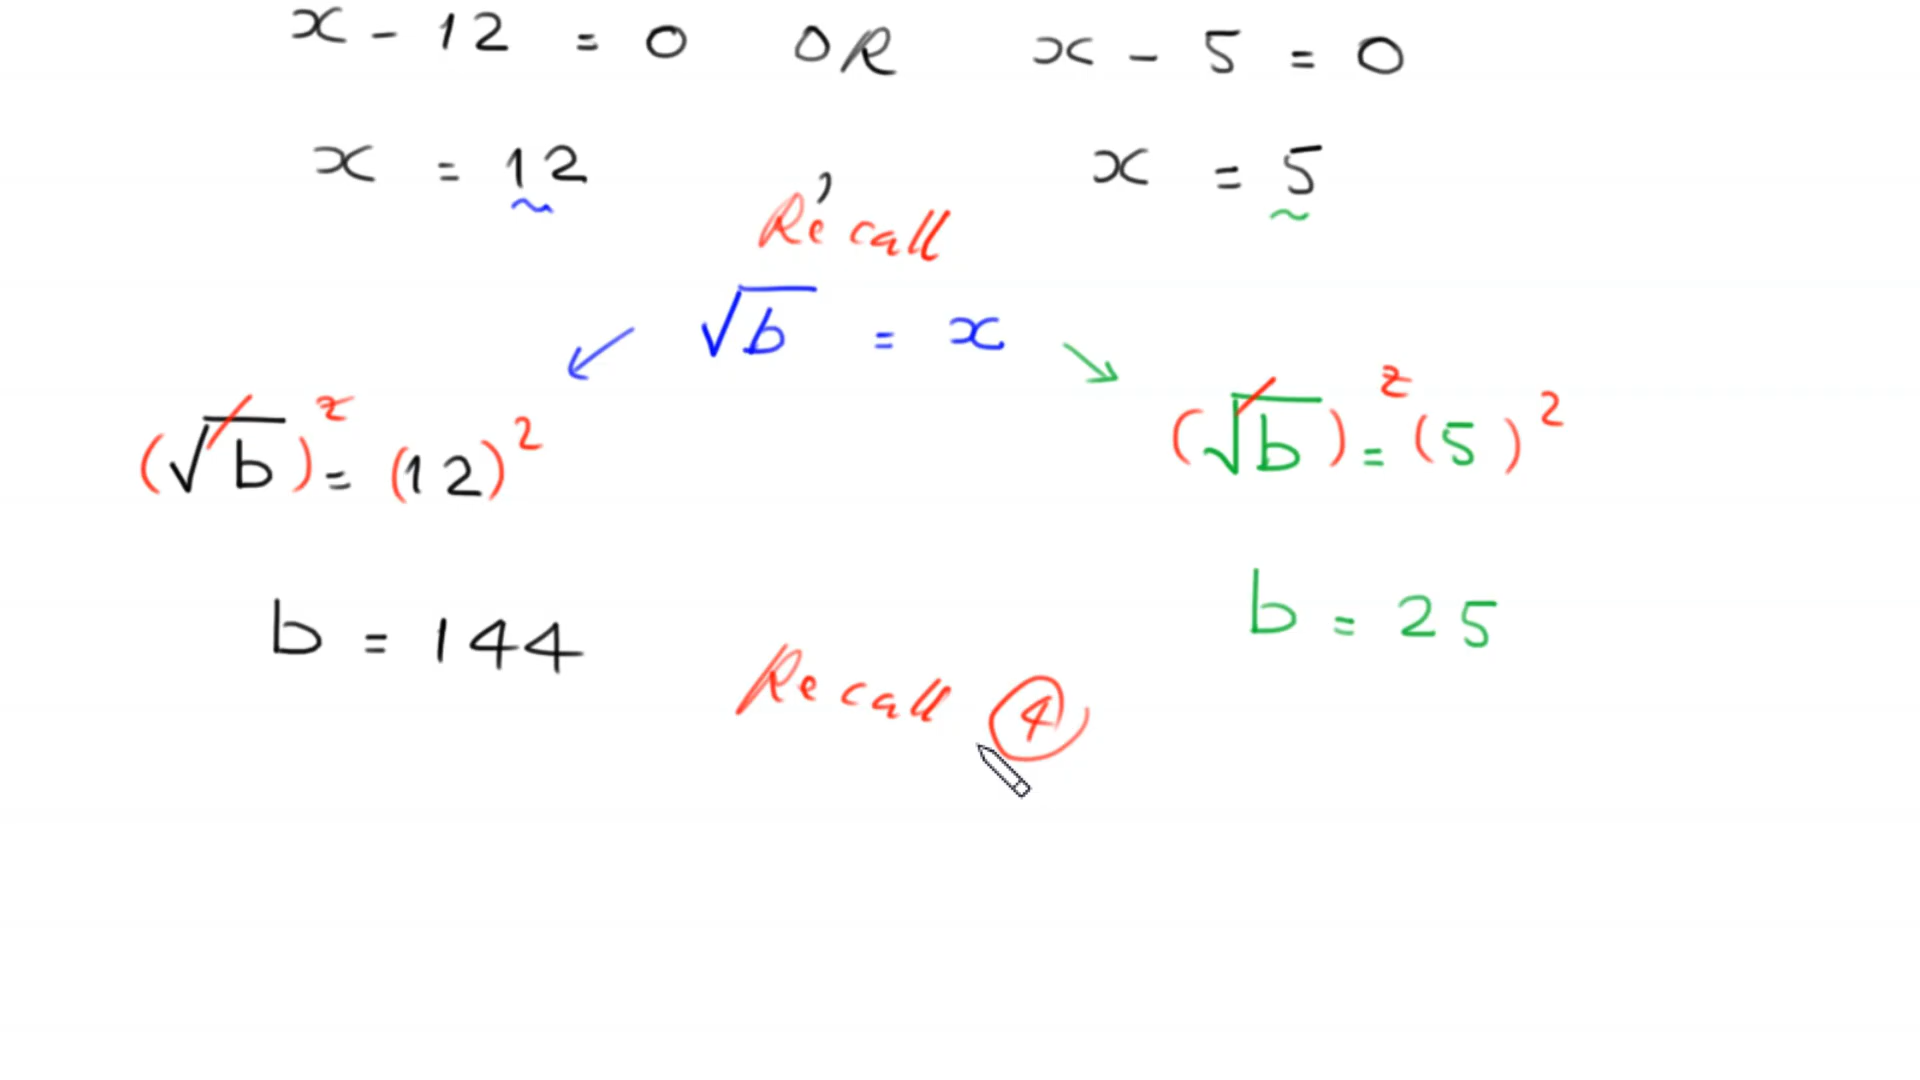 x - 12 = 0 OR x - 5 = 0
x = 12 , x = 5
Recall
√b = x
(√b)² = (12)² (√b)² = (5)²
b = 144 b = 25
Recall ④